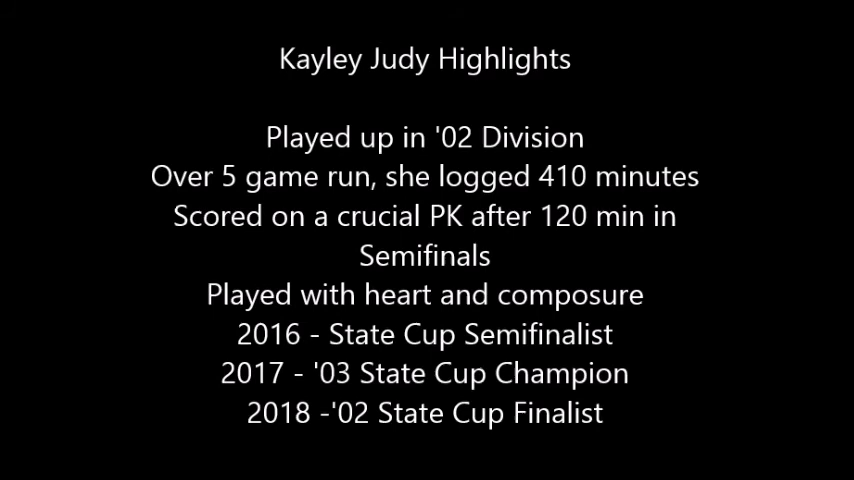 Kayley Judy Highlights
Played up in '02 Division
Over 5 game run, she logged 410 minutes
Scored on a crucial PK after 120 min in
Semifinals
Played with heart and composure
2016 - State Cup Semifinalist
2017 - '03 State Cup Champion
2018 -'02 State Cup Finalist